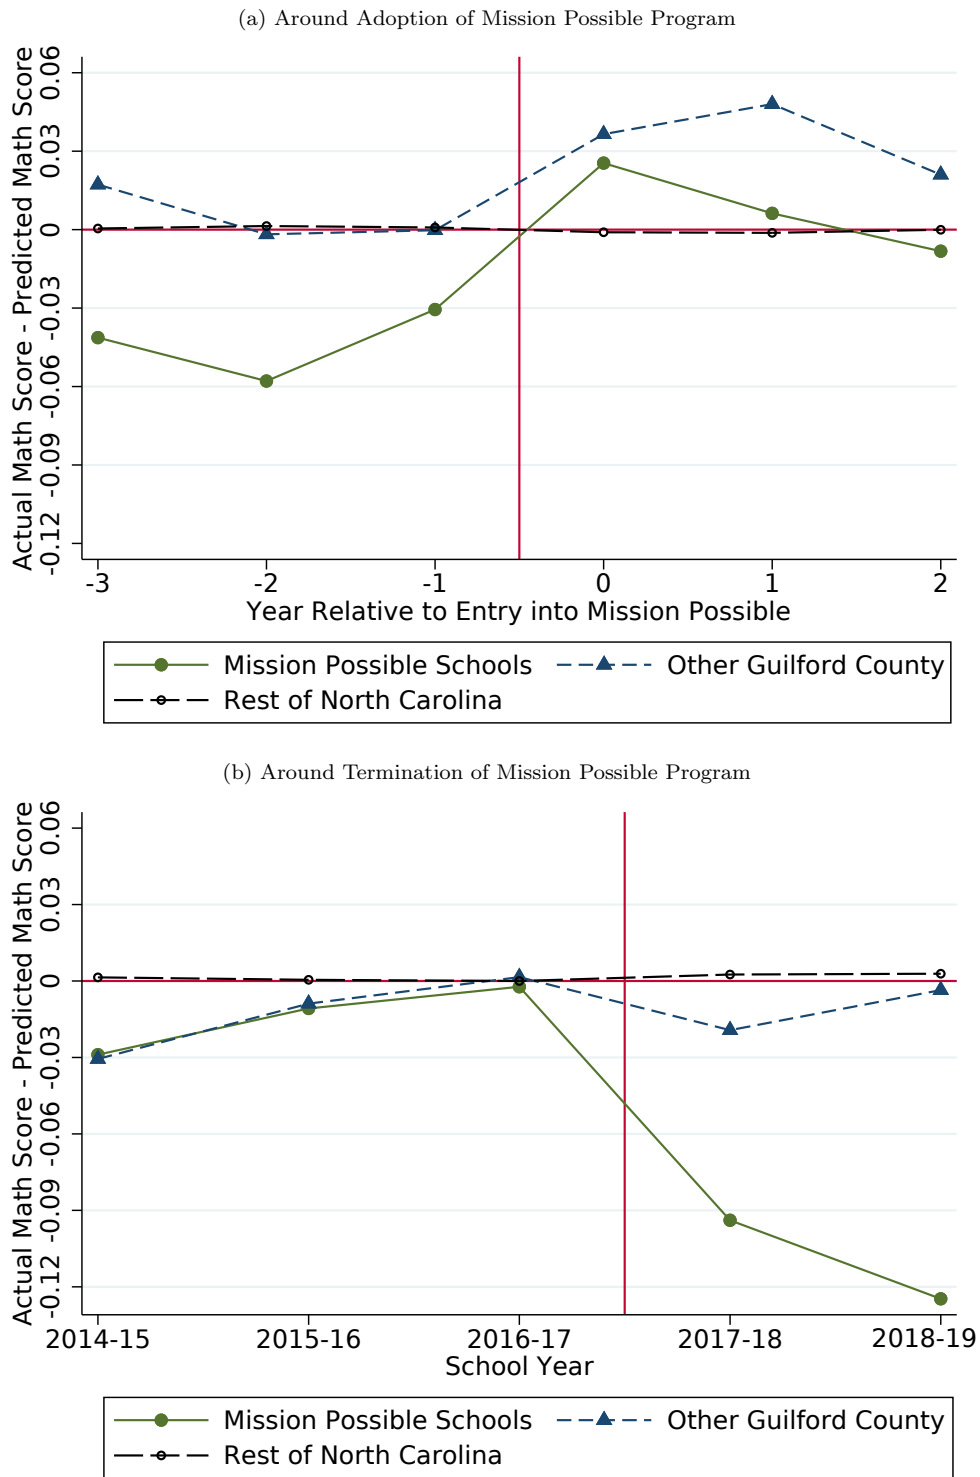 (a) Around Adoption of Mission Possible Program
Actual Math Score - Predicted Math Score
0.06
0.03
0
-0.03
-0.06
-0.09
-0.12
-3 -2 -1 0 1 2
Year Relative to Entry into Mission Possible
Mission Possible Schools Other Guilford County
Rest of North Carolina
(b) Around Termination of Mission Possible Program
Actual Math Score - Predicted Math Score
0.06
0.03
0
-0.03
-0.06
-0.09
-0.12
2014-15 2015-16 2016-17 2017-18 2018-19
School Year
Mission Possible Schools Other Guilford County
Rest of North Carolina